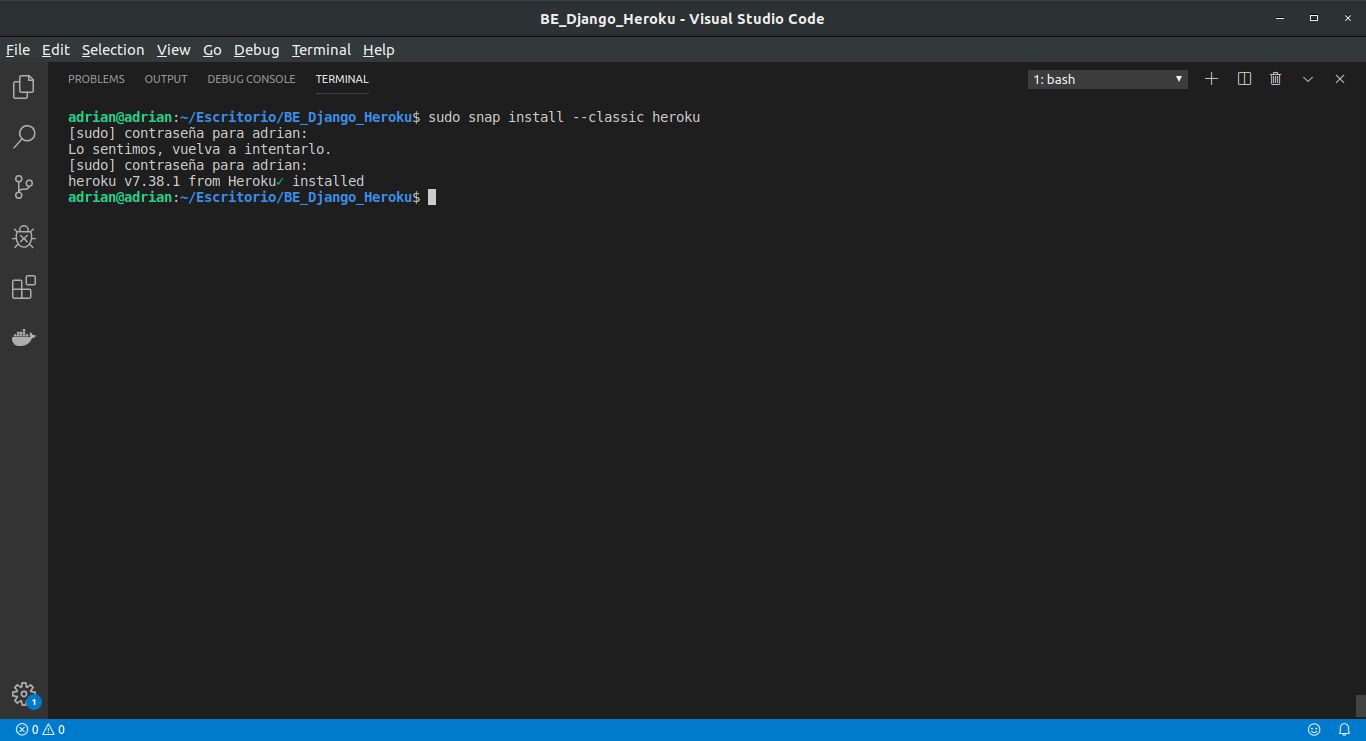 BE_Django_Heroku - Visual Studio Code
File Edit Selection View Go Debug Terminal Help
PROBLEMS OUTPUT DEBUG CONSOLE TERMINAL 1: bash
adrian@adrian:~/Escritorio/BE_Django_Heroku$ sudo snap install --classic heroku
[sudo] contraseña para adrian:
Lo sentimos, vuelva a intentarlo.
[sudo] contraseña para adrian:
heroku v7.38.1 from Heroku✓ installed
adrian@adrian:~/Escritorio/BE_Django_Heroku$
1
0 0